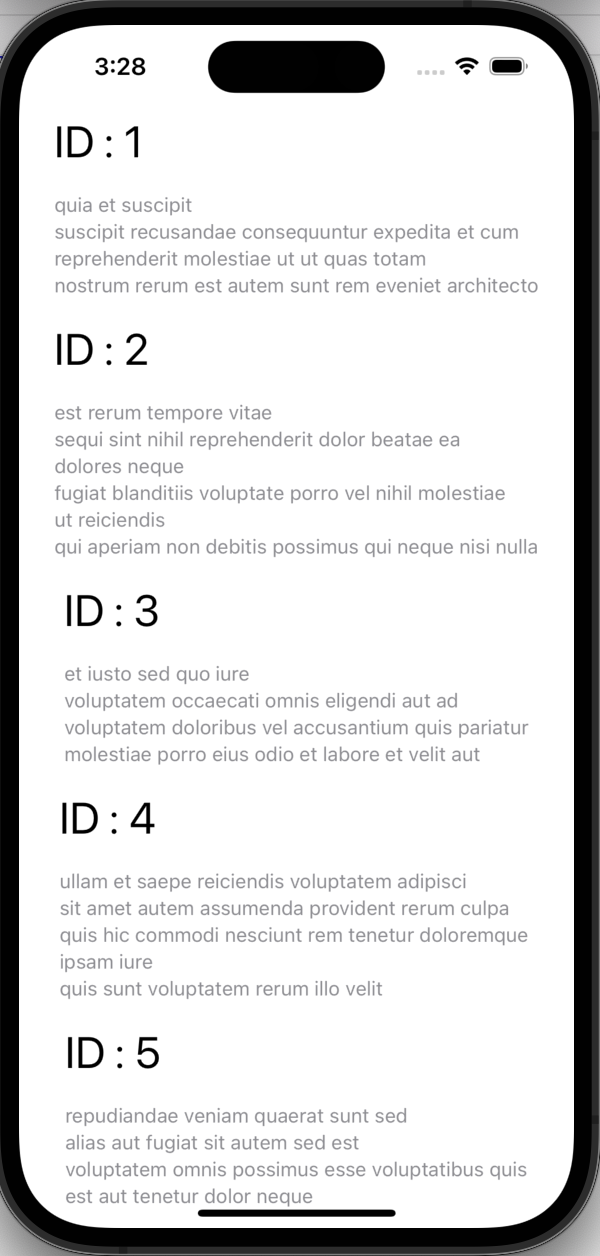 3:28
ID : 1
quia et suscipit
suscipit recusandae consequuntur expedita et cum
reprehenderit molestiae ut ut quas totam
nostrum rerum est autem sunt rem eveniet architecto
ID : 2
est rerum tempore vitae
sequi sint nihil reprehenderit dolor beatae ea
dolores neque
fugiat blanditiis voluptate porro vel nihil molestiae
ut reiciendis
qui aperiam non debitis possimus qui neque nisi nulla
ID : 3
et iusto sed quo iure
voluptatem occaecati omnis eligendi aut ad
voluptatem doloribus vel accusantium quis pariatur
molestiae porro eius odio et labore et velit aut
ID : 4
ullam et saepe reiciendis voluptatem adipisci
sit amet autem assumenda provident rerum culpa
quis hic commodi nesciunt rem tenetur doloremque
ipsam iure
quis sunt voluptatem rerum illo velit
ID : 5
repudiandae veniam quaerat sunt sed
alias aut fugiat sit autem sed est
voluptatem omnis possimus esse voluptatibus quis
est aut tenetur dolor neque